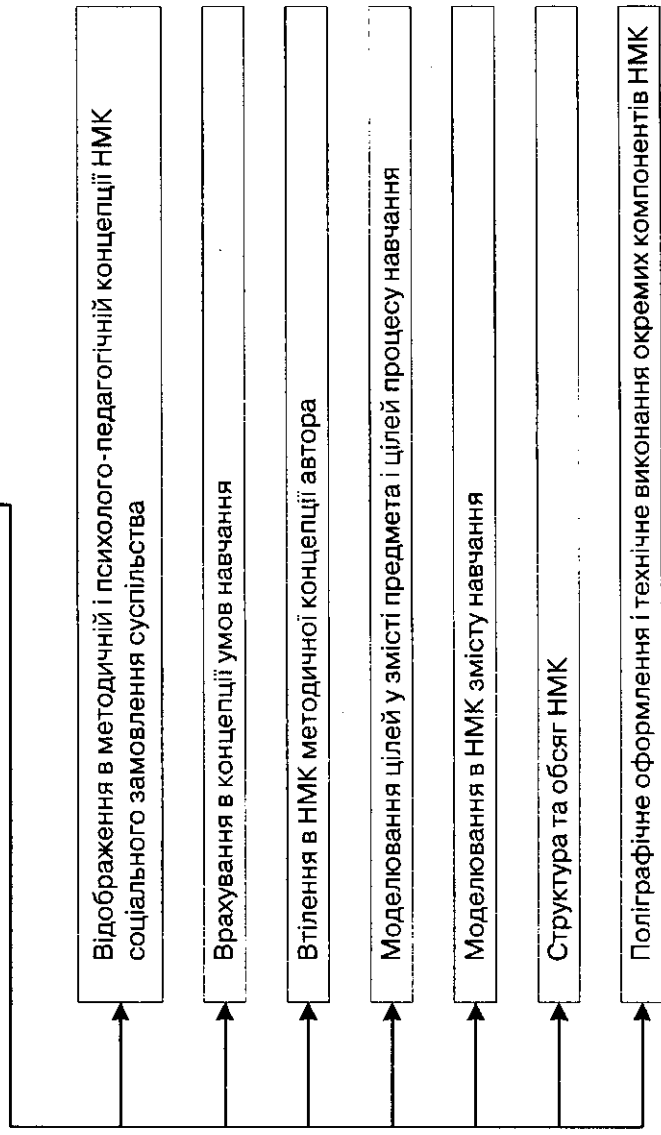 Відображення в методичній і психолого-педагогічній концепції НМК
соціального замовлення суспільства
Врахування в концепції умов навчання
Втілення в НМК методичної концепції автора
Моделювання цілей у змісті предмета і цілей процесу навчання
Моделювання в НМК змісту навчання
Структура та обсяг НМК
Поліграфічне оформлення і технічне виконання окремих компонентів НМК